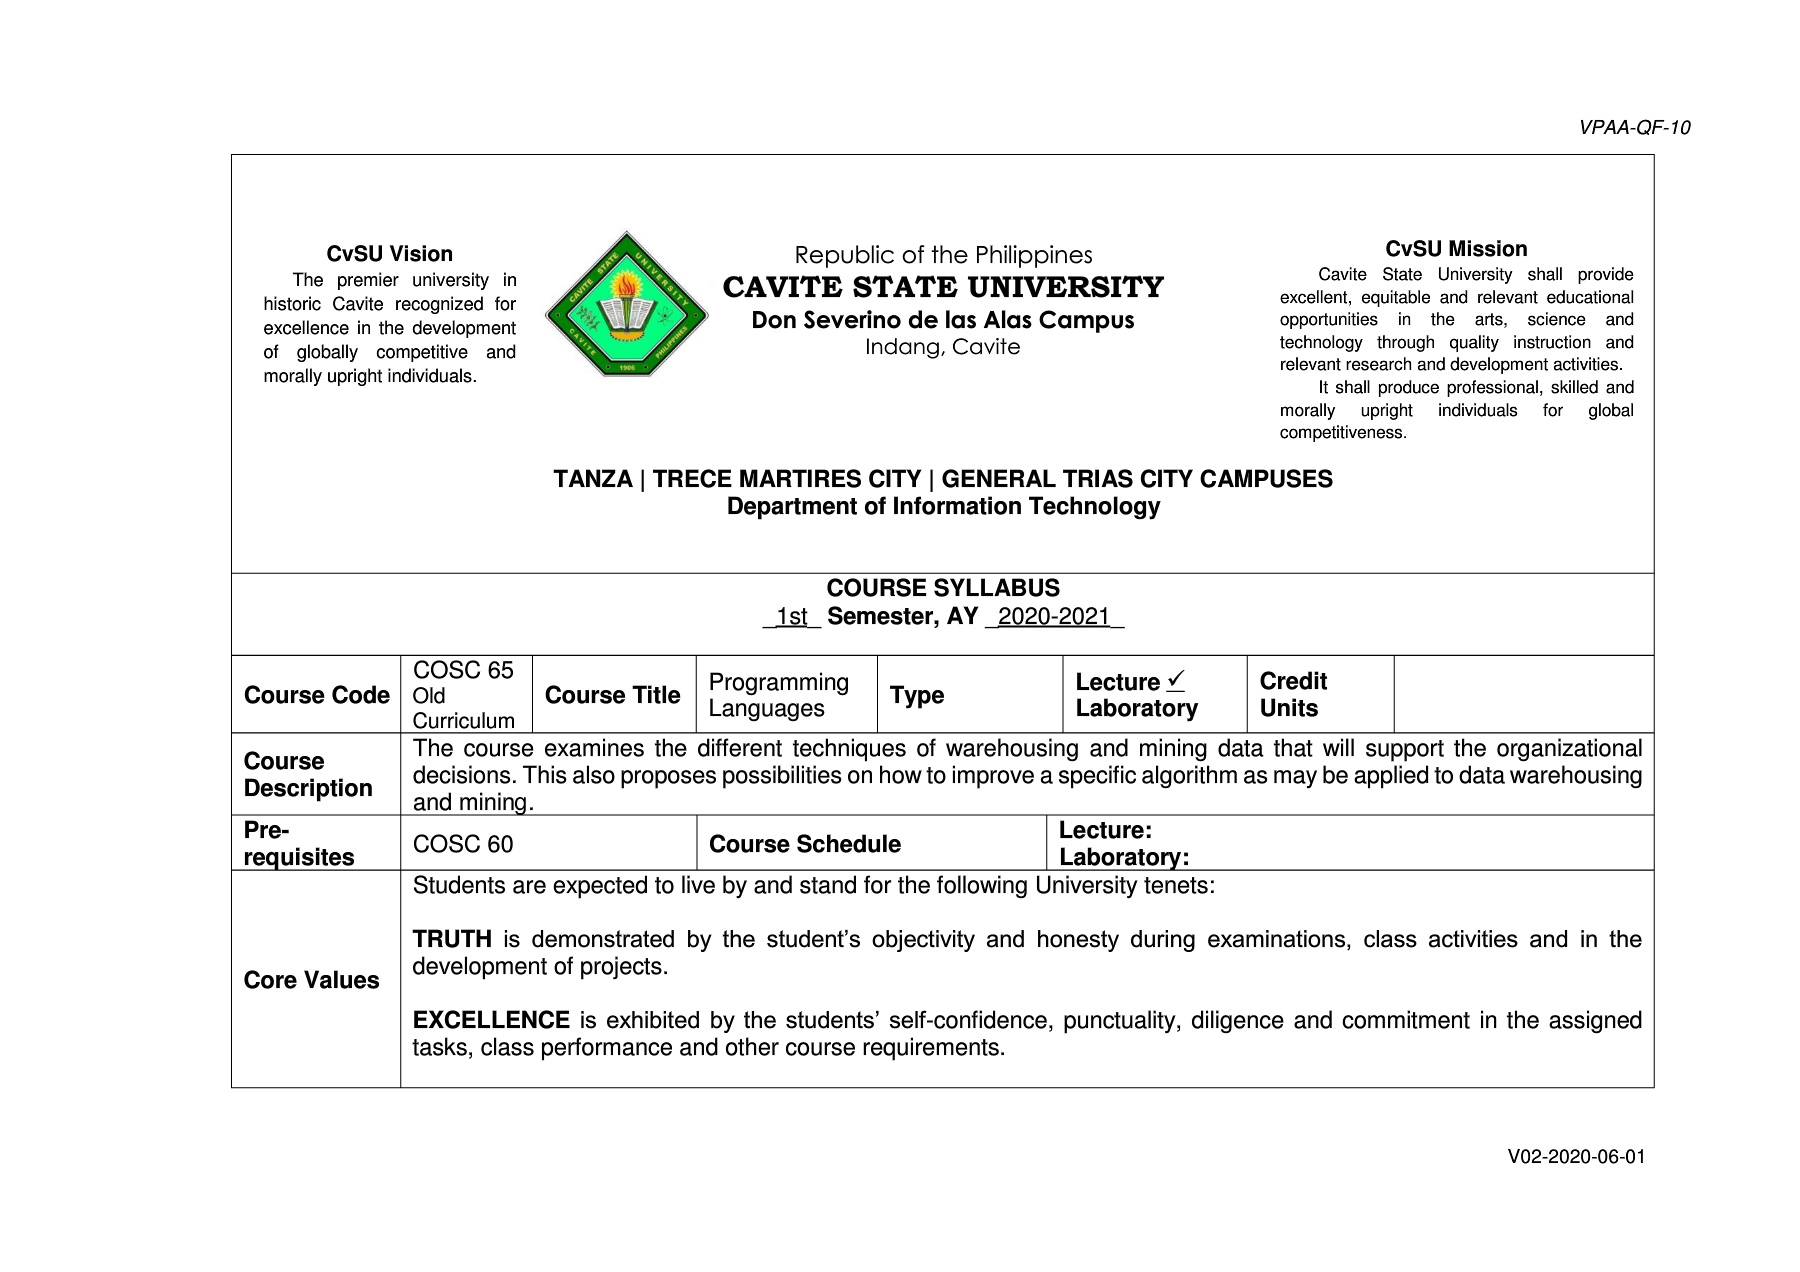 VPAA-QF-10
CvSU Vision
The premier university in
historic Cavite recognized for
excellence in the development
of globally competitive and
morally upright individuals.
CAVITE STATE UNIVERSITY
CAVITE PHILIPPINES
1906
Republic of the Philippines
CAVITE STATE UNIVERSITY
Don Severino de las Alas Campus
Indang, Cavite
CvSU Mission
Cavite State University shall provide
excellent, equitable and relevant educational
opportunities in the arts, science and
technology through quality instruction and
relevant research and development activities.
It shall produce professional, skilled and
morally upright individuals for global
competitiveness.
TANZA | TRECE MARTIRES CITY | GENERAL TRIAS CITY CAMPUSES
Department of Information Technology
COURSE SYLLABUS
_1st_ Semester, AY _2020-2021_
Course Code
COSC 65
Old
Curriculum
Course Title
Programming
Languages
Type
Lecture ✓
Laboratory
Credit
Units
Course
Description
The course examines the different techniques of warehousing and mining data that will support the organizational
decisions. This also proposes possibilities on how to improve a specific algorithm as may be applied to data warehousing
and mining.
Pre-
requisites
COSC 60
Course Schedule
Lecture:
Laboratory:
Core Values
Students are expected to live by and stand for the following University tenets:
TRUTH is demonstrated by the student’s objectivity and honesty during examinations, class activities and in the
development of projects.
EXCELLENCE is exhibited by the students’ self-confidence, punctuality, diligence and commitment in the assigned
tasks, class performance and other course requirements.
V02-2020-06-01